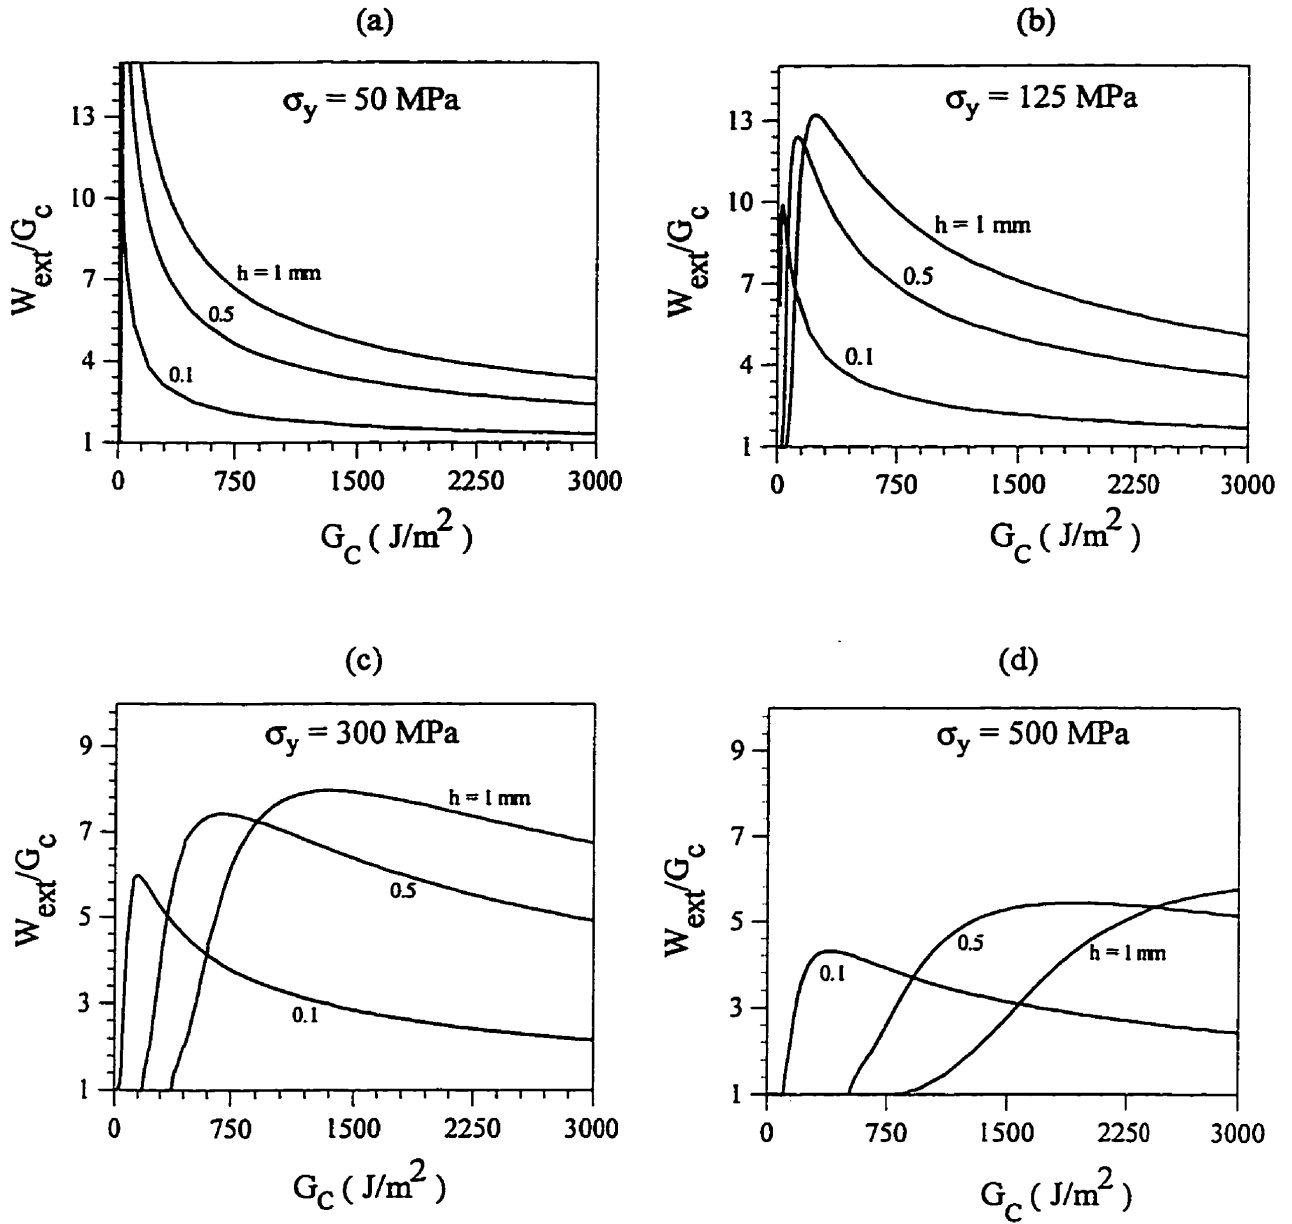 (a)
σy = 50 MPa
13
10
7
4
1
Wext/Gc
h = 1 mm
0.5
0.1
0 750 1500 2250 3000
GC ( J/m2 )
(b)
σy = 125 MPa
13
10
7
4
1
Wext/Gc
h = 1 mm
0.5
0.1
0 750 1500 2250 3000
GC ( J/m2 )
(c)
σy = 300 MPa
9
7
5
3
1
Wext/Gc
h = 1 mm
0.5
0.1
0 750 1500 2250 3000
GC ( J/m2 )
(d)
σy = 500 MPa
9
7
5
3
1
Wext/Gc
0.5
h = 1 mm
0.1
0 750 1500 2250 3000
GC ( J/m2 )